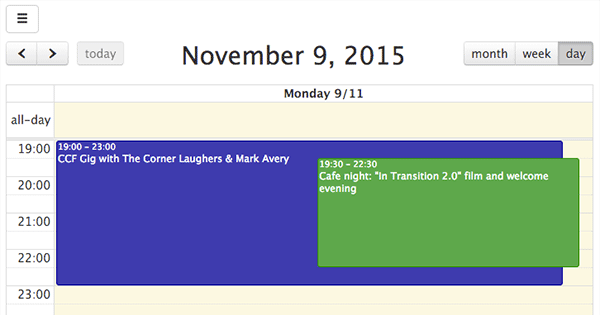 November 9, 2015
today
month week day
Monday 9/11
all-day
19:00
20:00
21:00
22:00
23:00
19:00 - 23:00
CCF Gig with The Corner Laughers & Mark Avery
19:30 - 22:30
Cafe night: "In Transition 2.0" film and welcome
evening